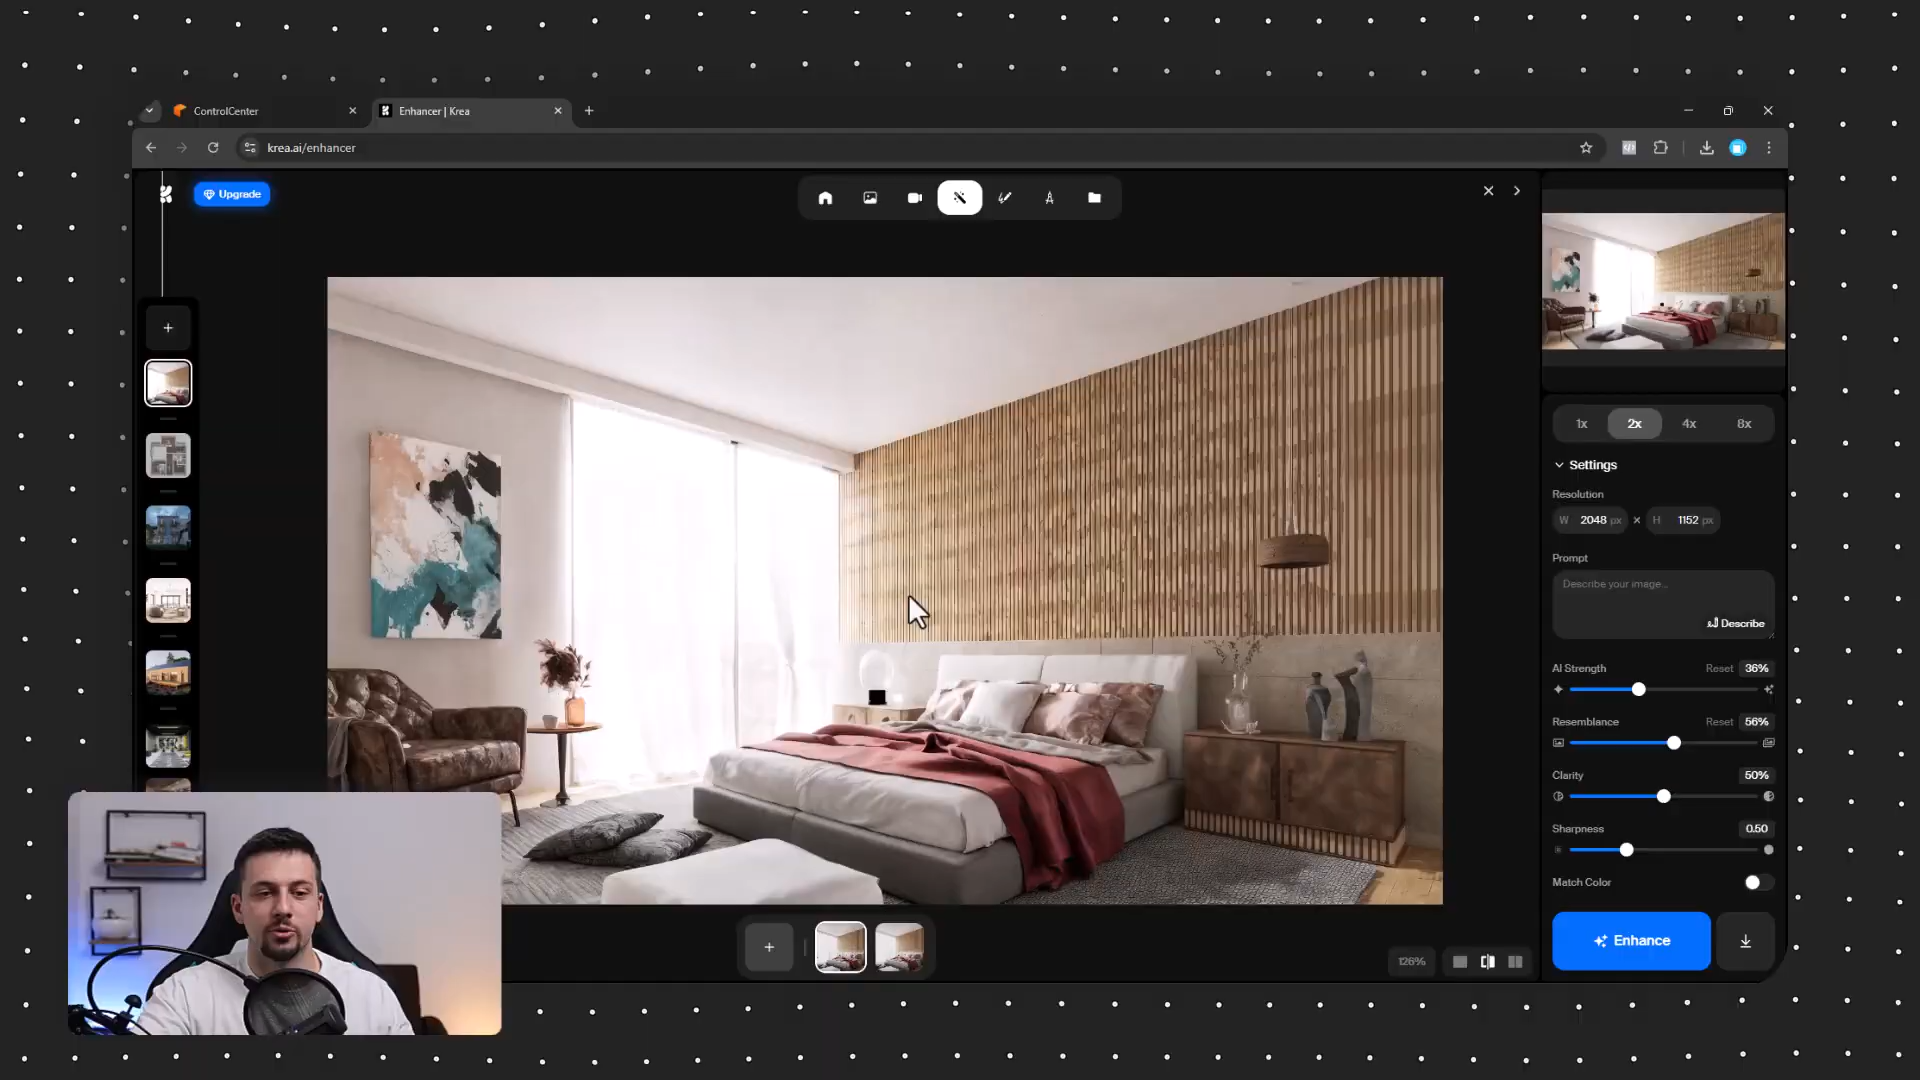 ControlCenter
Enhancer | Krea
krea.ai/enhancer
Upgrade
1x 2x 4x 8x
Settings
Resolution
W 2048 px × H 1152 px
Prompt
Describe your image...
Describe
AI Strength Reset 36%
Resemblance Reset 56%
Clarity 50%
Sharpness 0.50
Match Color
Enhance
126%